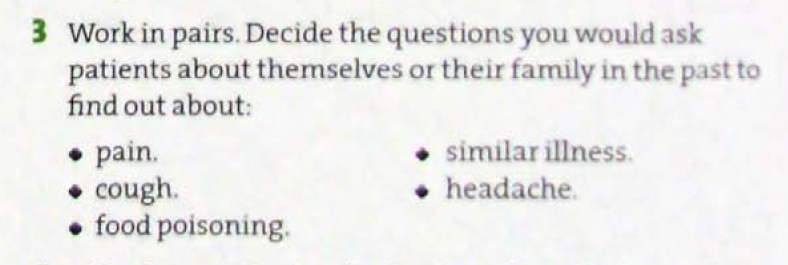 3 Work in pairs. Decide the questions you would ask
patients about themselves or their family in the past to
find out about:
• pain.
• cough.
• food poisoning.
• similar illness.
• headache.